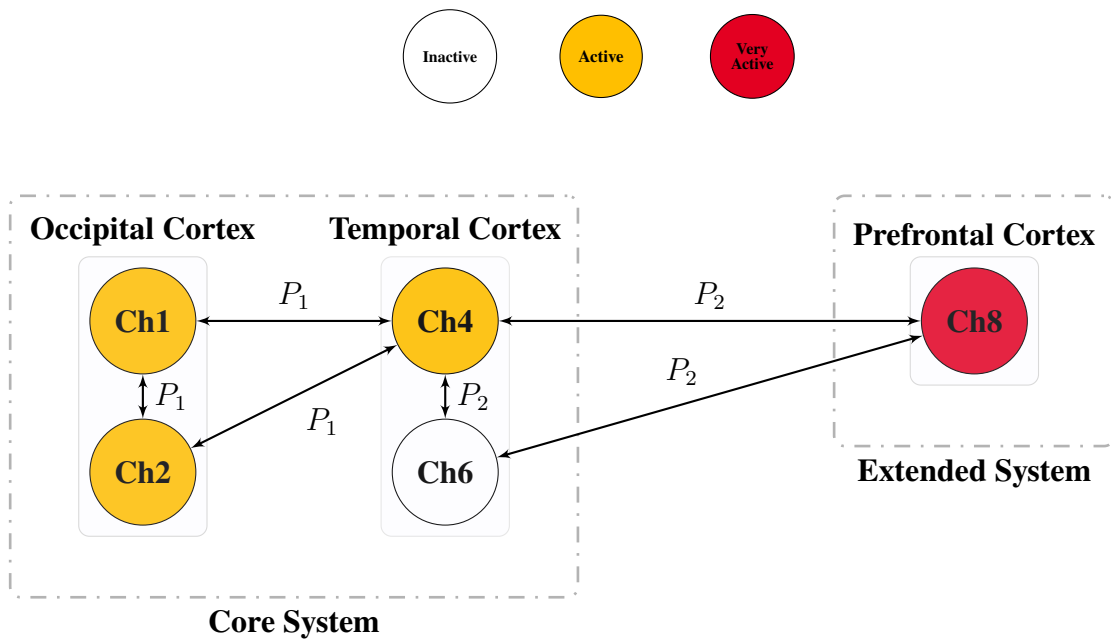 Inactive
Active
Very
Active
Occipital Cortex
Temporal Cortex
Prefrontal Cortex
Ch1
P₁
Ch4
P₂
Ch8
P₁
P₂
P₂
P₁
Ch2
Ch6
Extended System
Core System